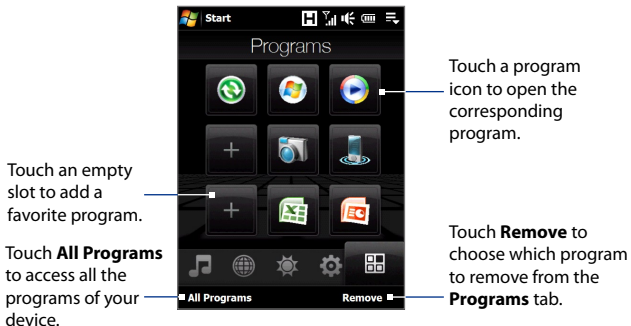 Start
H
Programs
Touch a program
icon to open the
corresponding
program.
Touch an empty
slot to add a
favorite program.
Touch All Programs
to access all the
programs of your
device.
Touch Remove to
choose which program
to remove from the
Programs tab.
All Programs
Remove